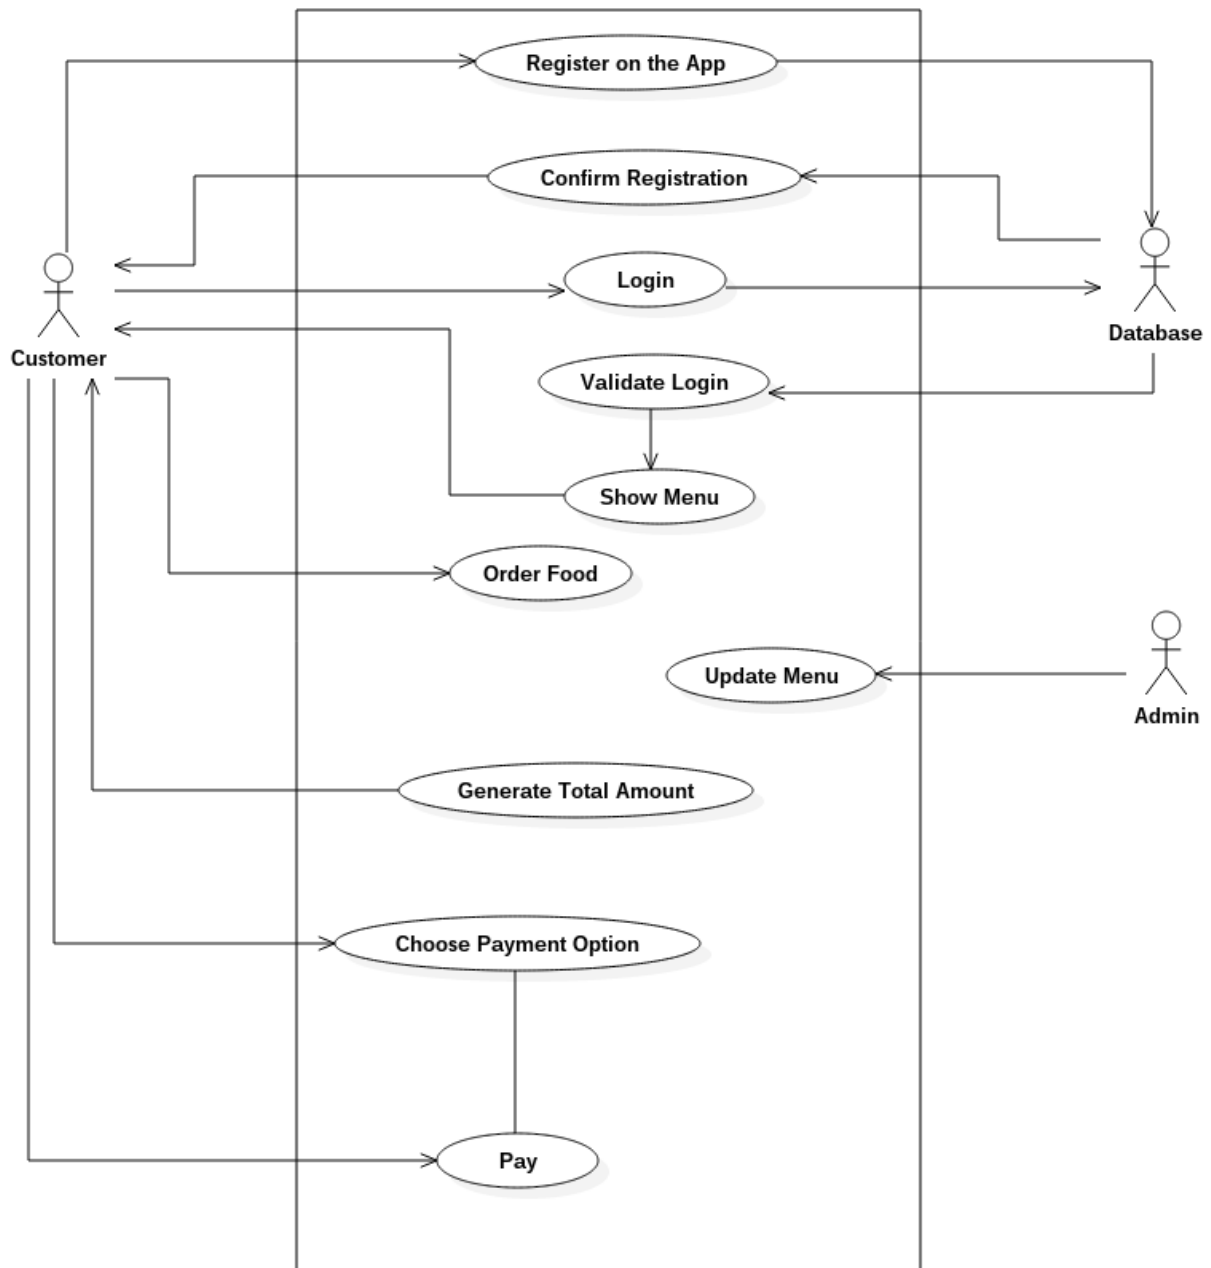 Register on the App
Confirm Registration
Login
Customer
Database
Validate Login
Show Menu
Order Food
Update Menu
Admin
Generate Total Amount
Choose Payment Option
Pay